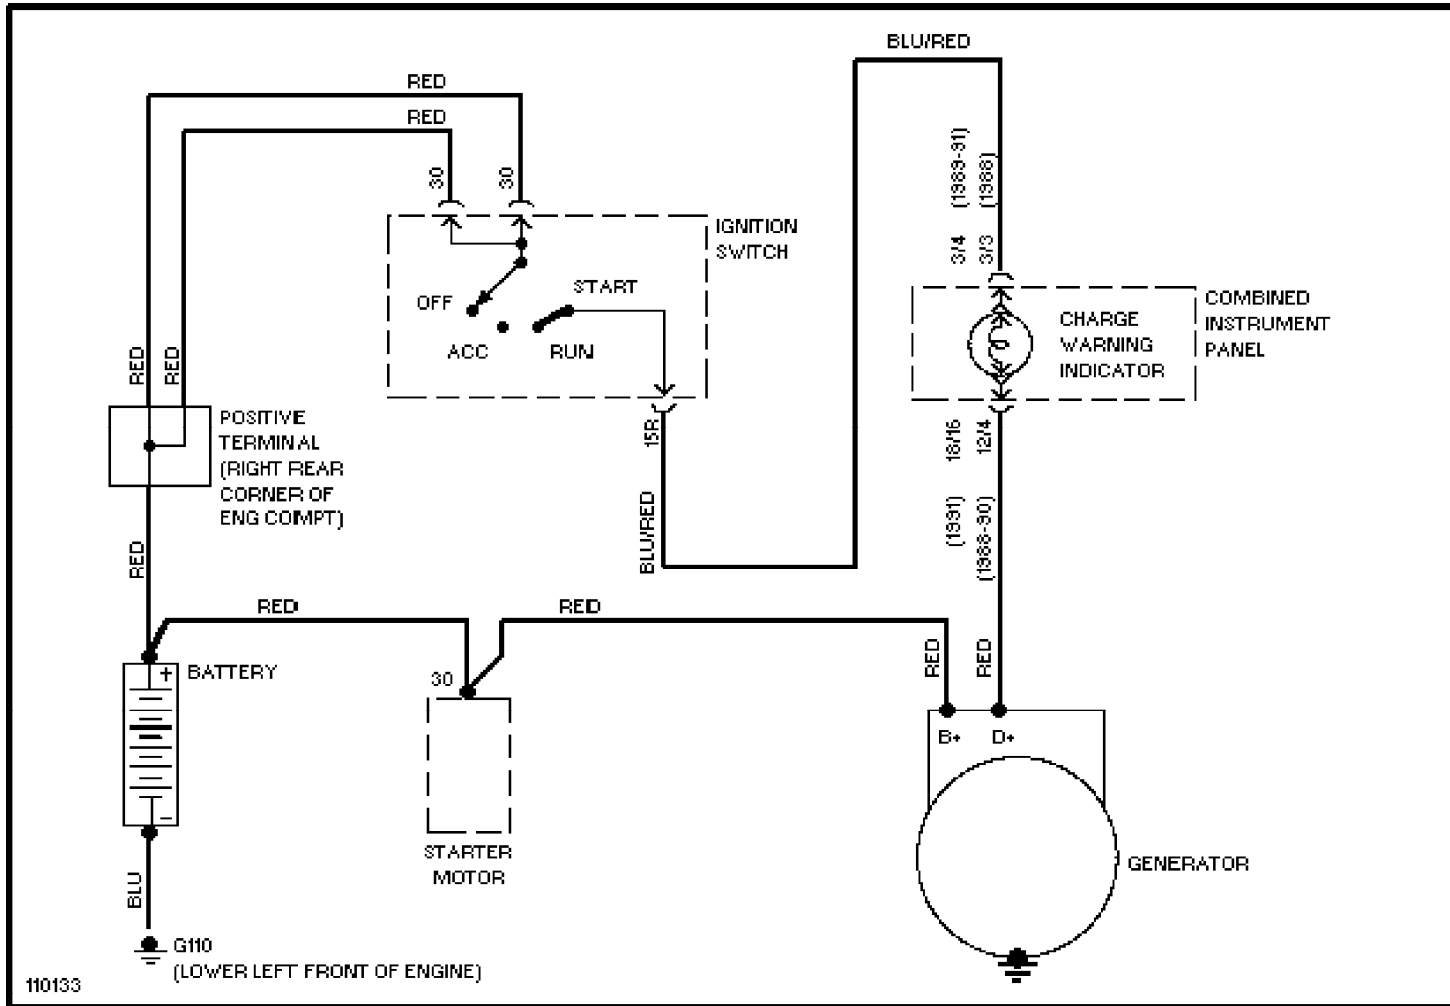 BLU/RED
RED
RED
30
30
(1989-91)
(1988)
3/4
3/3
IGNITION
SWITCH
OFF
START
ACC
RUN
COMBINED
INSTRUMENT
PANEL
CHARGE
WARNING
INDICATOR
RED
RED
POSITIVE
TERMINAL
(RIGHT REAR
CORNER OF
ENG COMPT)
15R
BLU/RED
18/16
12/4
(1991)
(1988-90)
RED
RED
RED
RED
RED
+
BATTERY
-
30
B+
D+
STARTER
MOTOR
GENERATOR
BLU
G110
(LOWER LEFT FRONT OF ENGINE)
110133